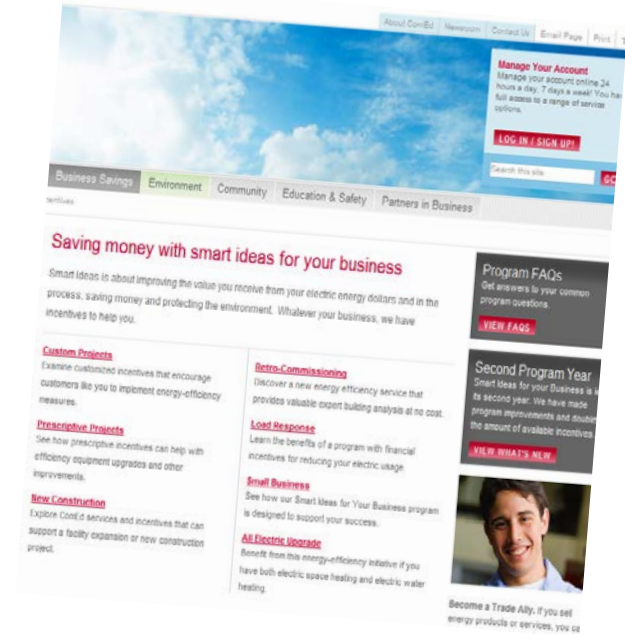 About ComEd Newsroom Contact Us Email Page Print
Manage Your Account
Manage your account online 24
hours a day, 7 days a week! You
full access to a range of service
options.
LOG IN / SIGN UP!
Search this site
Business Savings Environment Community Education & Safety Partners in Business
Saving money with smart ideas for your business
Smart Ideas is about improving the value you receive from your electric energy dollars and in the
process, saving money and protecting the environment. Whatever your business, we have
incentives to help you.
Custom Projects
Examine customized incentives that encourage
customers like you to implement energy-efficiency
measures.
Prescriptive Projects
See how prescriptive incentives can help with
efficiency equipment upgrades and other
improvements.
New Construction
Explore ComEd services and incentives that can
support a facility expansion or new construction
project.
Retro-Commissioning
Discover a new energy efficiency service that
provides valuable expert building analysis at no cost.
Load Response
Learn the benefits of a program with financial
incentives for reducing your electric usage.
Small Business
See how our Smart Ideas for Your Business program
is designed to support your success.
All Electric Upgrade
Benefit from this energy-efficiency initiative if you
have both electric space heating and electric water
heating.
Program FAQs
Get answers to your common
program questions.
VIEW FAQS
Second Program Year
Smart Ideas for your Business is
its second year. We have made
program improvements and
the amount of available incentives.
VIEW WHAT'S NEW
Become a Trade Ally. If you sell
energy products or services, you